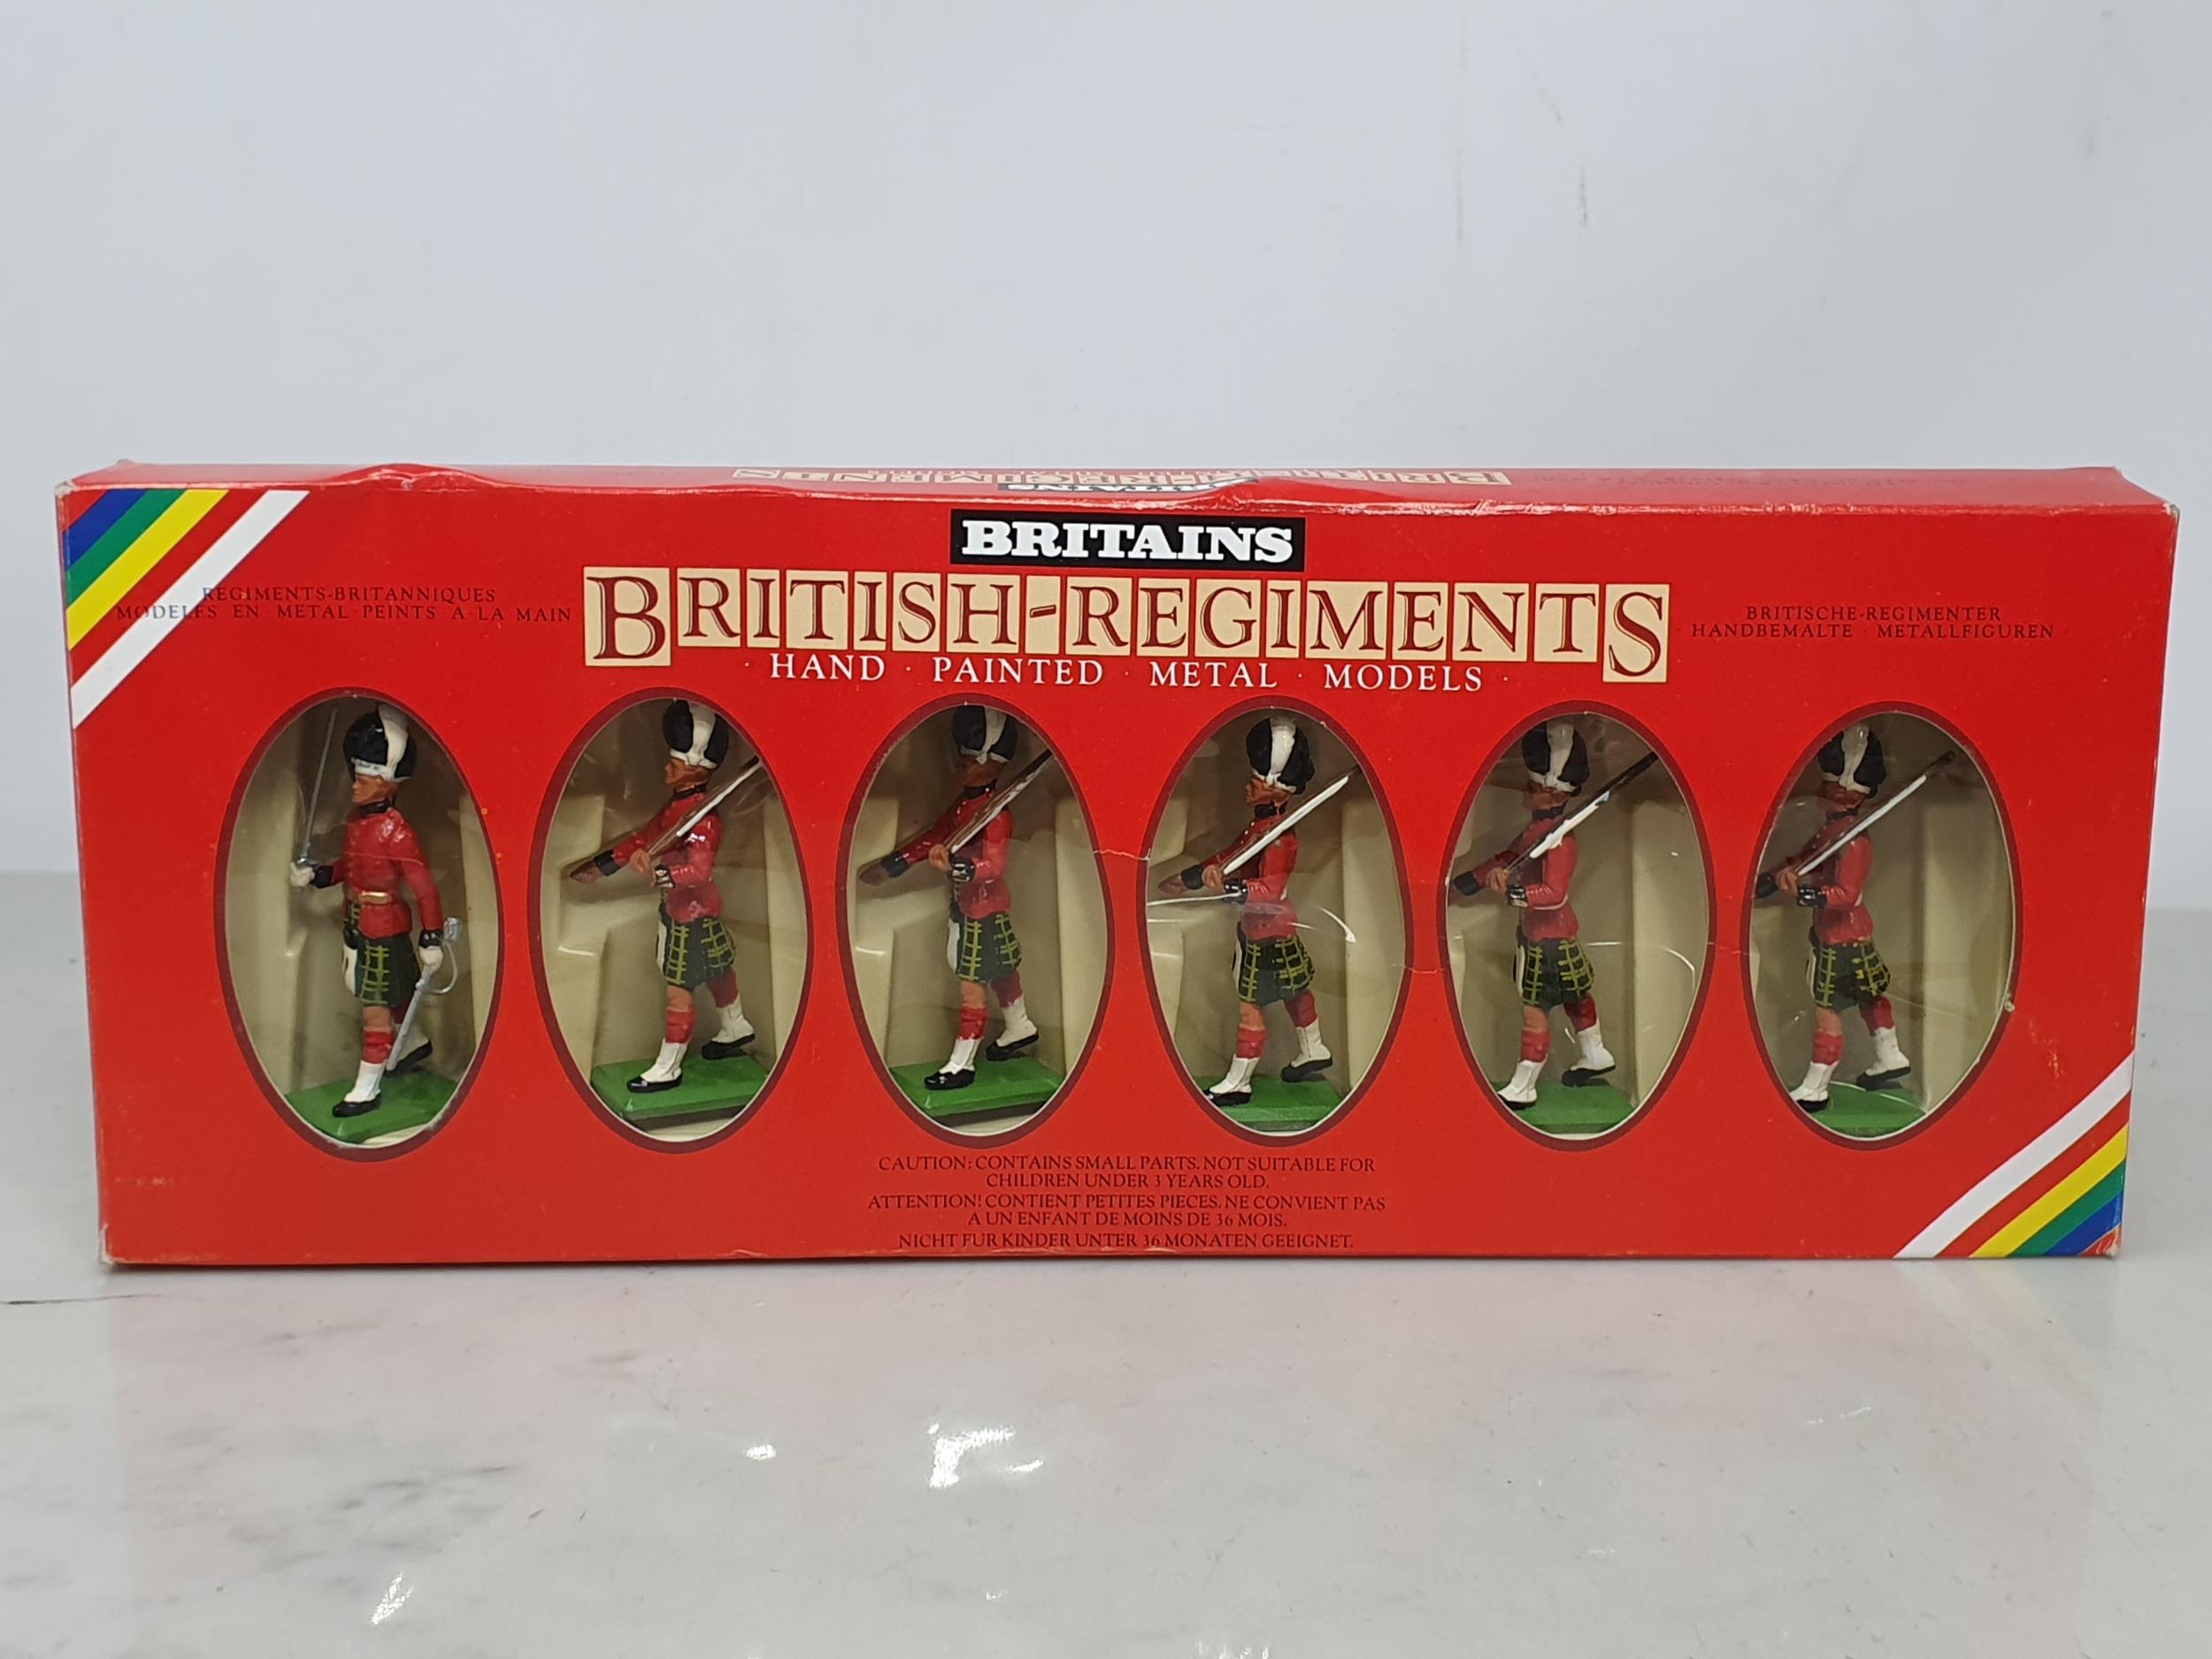 BRITAINS
REGIMENTS-BRITANNIQUES
MODELES EN METAL · PEINTS A·LA·MAIN
BRITISH-REGIMENTS
· HAND · PAINTED · METAL · MODELS ·
BRITISCHE-REGIMENTER
HANDBEMALTE · METALLFIGUREN ·
CAUTION: CONTAINS SMALL PARTS. NOT SUITABLE FOR
CHILDREN UNDER 3 YEARS OLD.
ATTENTION! CONTIENT PETITES PIECES. NE CONVIENT PAS
A UN ENFANT DE MOINS DE 36 MOIS.
NICHT FUR KINDER UNTER 36 MONATEN GEEIGNET.